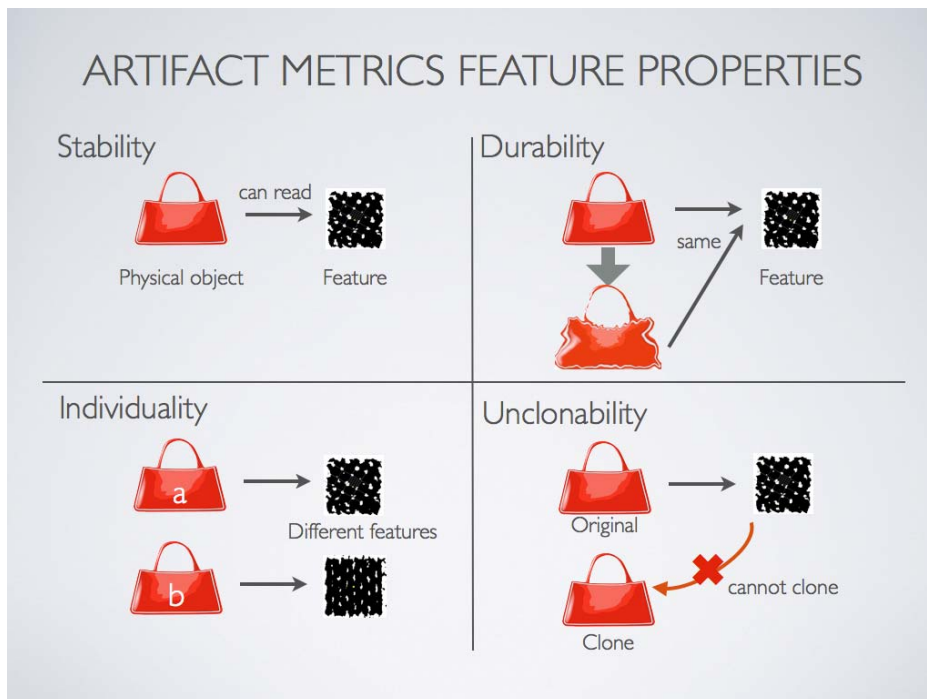 ARTIFACT METRICS FEATURE PROPERTIES
Stability
can read
Physical object
Feature
Durability
same
Feature
Individuality
a
Different features
b
Unclonability
Original
cannot clone
Clone